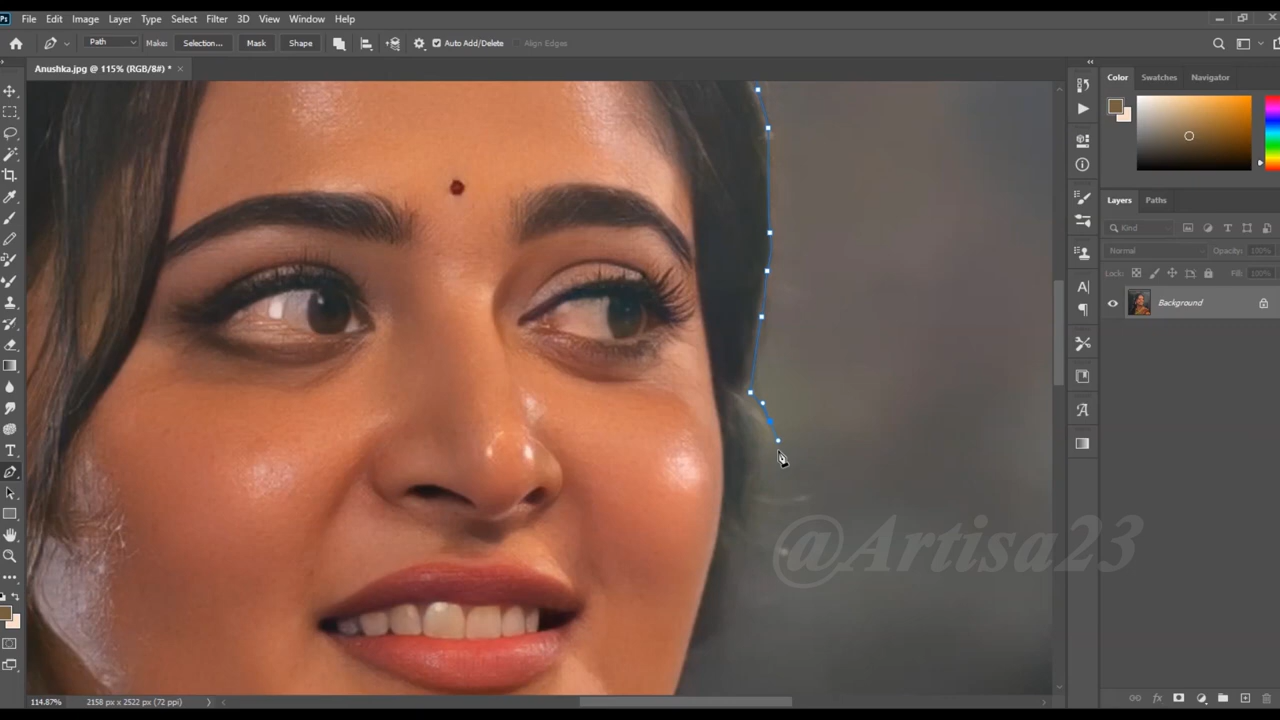 Ps File Edit Image Layer Type Select Filter 3D View Window Help
Path Make: Selection... Mask Shape Auto Add/Delete Align Edges
Anushka.jpg @ 115% (RGB/8#) * ×
Color Swatches Navigator
Layers Paths
Kind
Normal Opacity: 100%
Lock: Fill: 100%
Background
@Artisa23
114.87% 2158 px x 2522 px (72 ppi)